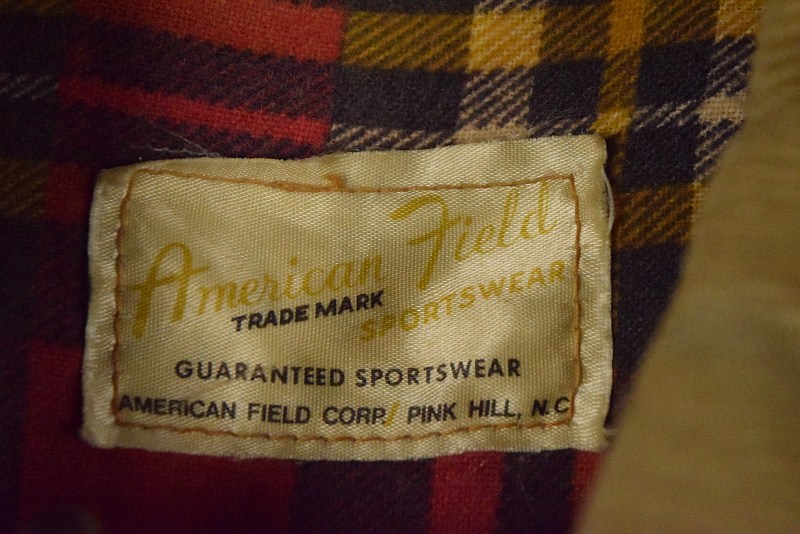 American Field
TRADE MARK SPORTSWEAR
GUARANTEED SPORTSWEAR
AMERICAN FIELD CORP./ PINK HILL, N.C